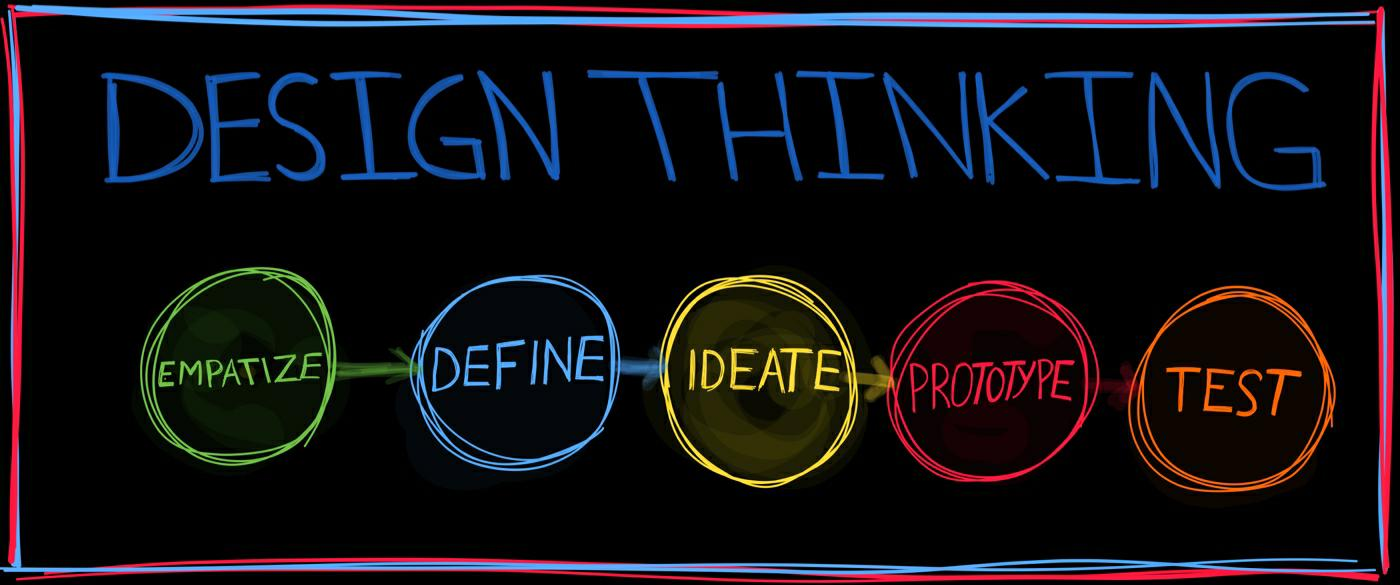 DESIGN THINKING
EMPATIZE
DEFINE
IDEATE
PROTOTYPE
TEST